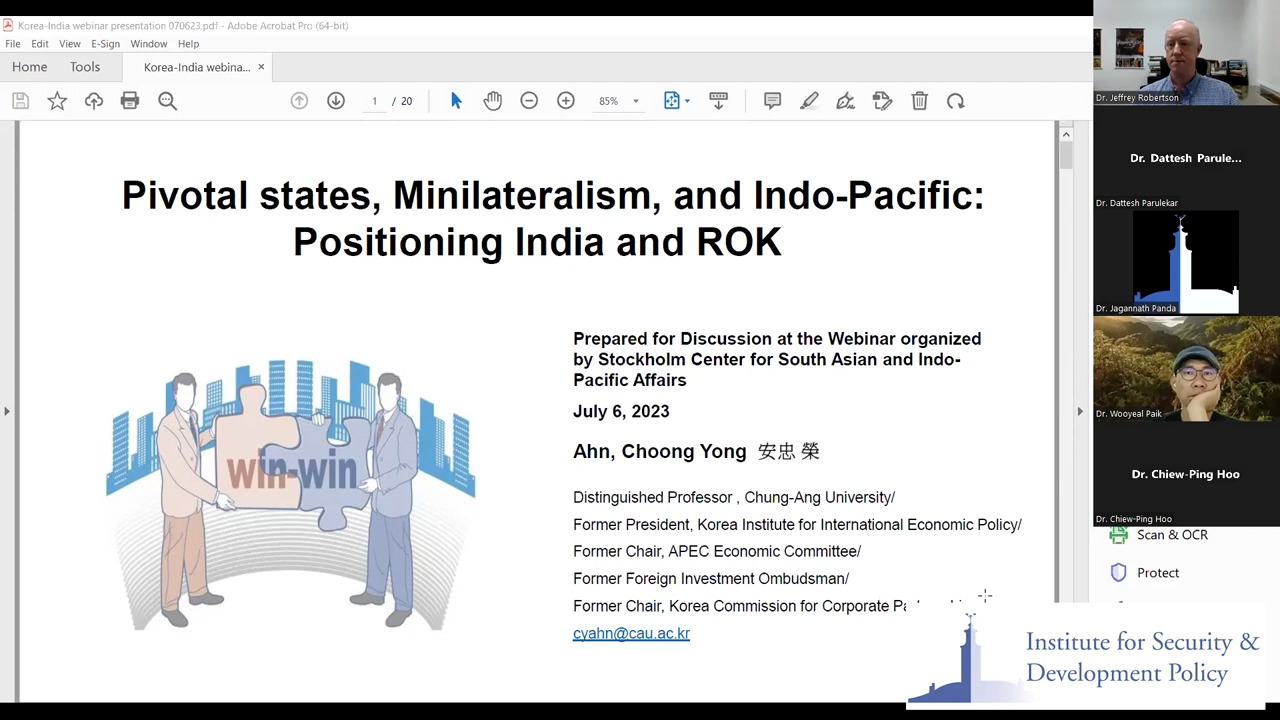 Korea-India webinar presentation 070623.pdf - Adobe Acrobat Pro (64-bit)
File Edit View E-Sign Window Help
Home Tools Korea-India webina... ×
1 / 20 85%
Pivotal states, Minilateralism, and Indo-Pacific:
Positioning India and ROK
win-win
Prepared for Discussion at the Webinar organized
by Stockholm Center for South Asian and Indo-
Pacific Affairs
July 6, 2023
Ahn, Choong Yong 安忠 榮
Distinguished Professor , Chung-Ang University/
Former President, Korea Institute for International Economic Policy/
Former Chair, APEC Economic Committee/
Former Foreign Investment Ombudsman/
Former Chair, Korea Commission for Corporate
cyahn@cau.ac.kr
Dr. Jeffrey Robertson
Dr. Dattesh Parule...
Dr. Dattesh Parulekar
Dr. Jagannath Panda
Dr. Wooyeal Paik
Dr. Chiew-Ping Hoo
Dr. Chiew-Ping Hoo
Scan & OCR
Protect
Institute for Security &
Development Policy